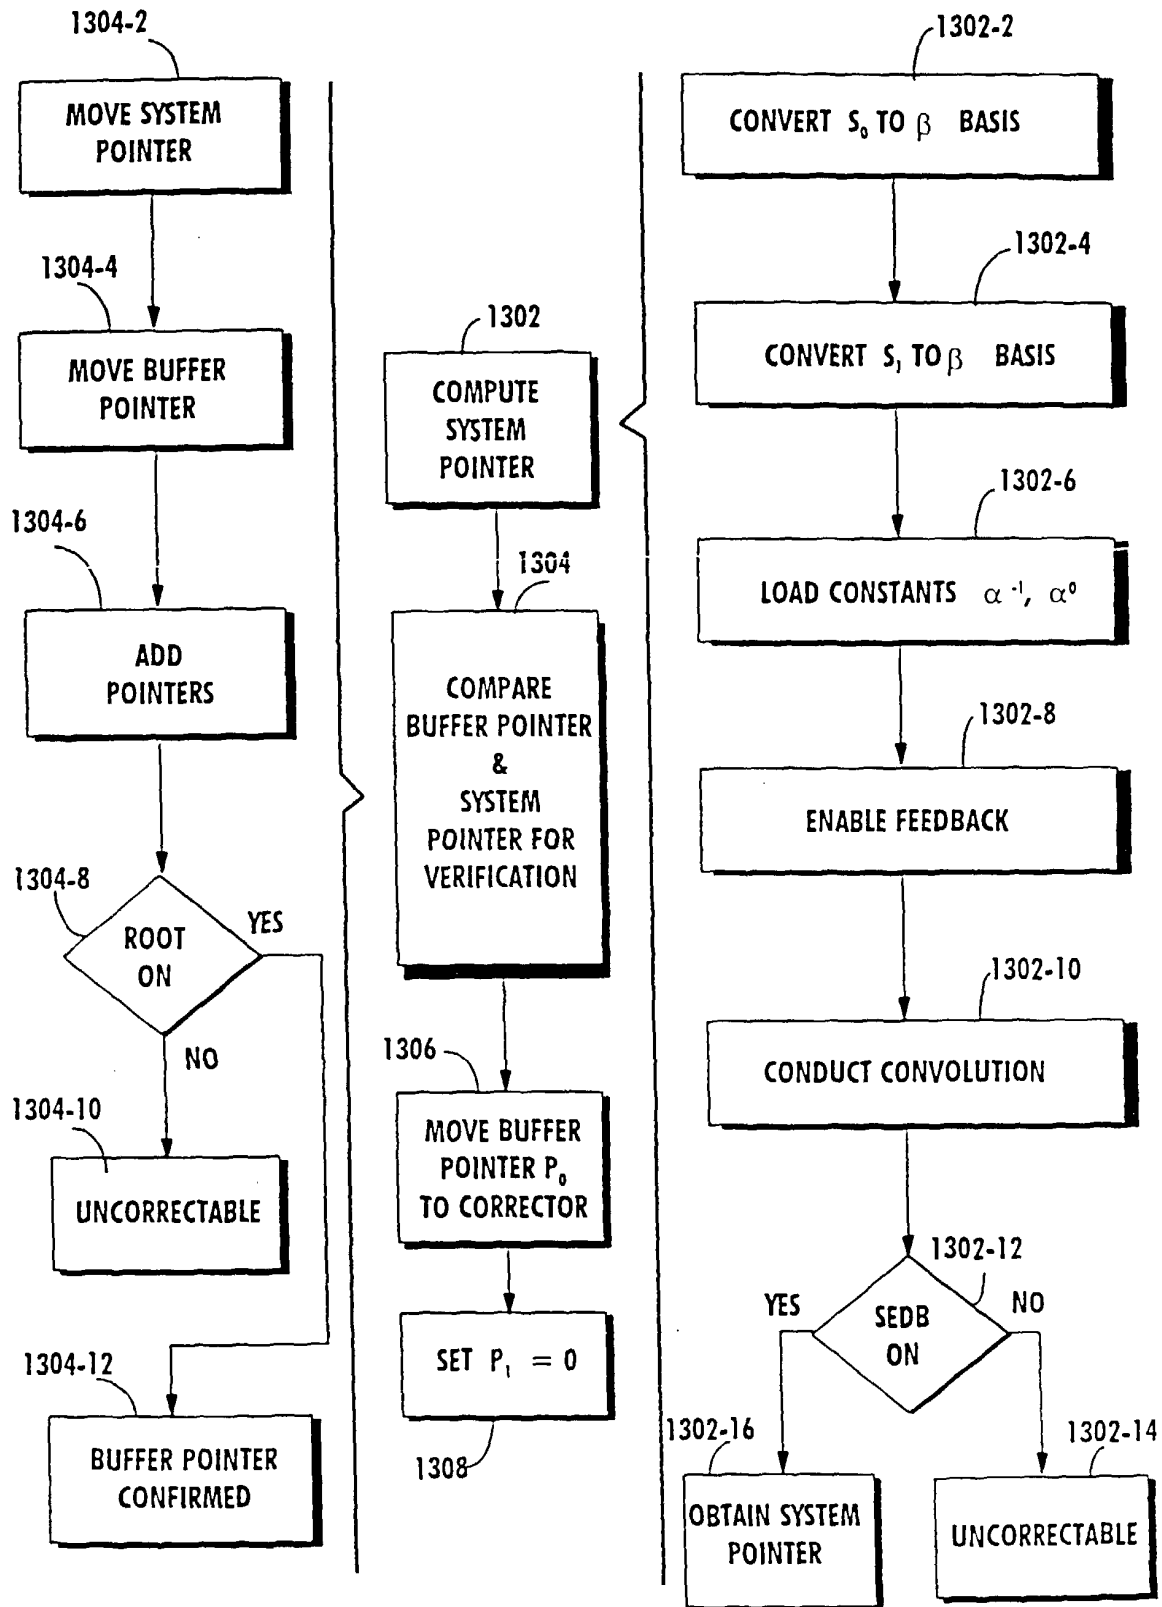 1304-2
MOVE SYSTEM
POINTER
1304-4
MOVE BUFFER
POINTER
1304-6
ADD
POINTERS
1304-8
ROOT
ON
YES
NO
1304-10
UNCORRECTABLE
1304-12
BUFFER POINTER
CONFIRMED
1302
COMPUTE
SYSTEM
POINTER
1304
COMPARE
BUFFER POINTER
&
SYSTEM
POINTER FOR
VERIFICATION
1306
MOVE BUFFER
POINTER P₀
TO CORRECTOR
SET P₁ = 0
1308
1302-2
CONVERT S₀ TO β BASIS
1302-4
CONVERT S₁ TO β BASIS
1302-6
LOAD CONSTANTS α⁻¹, α⁰
1302-8
ENABLE FEEDBACK
1302-10
CONDUCT CONVOLUTION
1302-12
YES
SEDB
ON
NO
1302-16
OBTAIN SYSTEM
POINTER
1302-14
UNCORRECTABLE